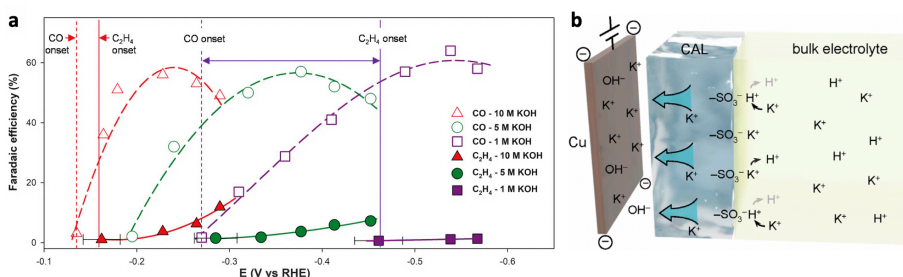 a
CO onset
C₂H₄ onset
CO onset
C₂H₄ onset
Faradaic efficiency (%)
60
40
20
0
CO - 10 M KOH
CO - 5 M KOH
CO - 1 M KOH
C₂H₄ - 10 M KOH
C₂H₄ - 5 M KOH
C₂H₄ - 1 M KOH
-0.1
-0.2
-0.3
-0.4
-0.5
-0.6
E (V vs RHE)
b
CAL
bulk electrolyte
Cu
K⁺
OH⁻
K⁺
K⁺
K⁺
K⁺
K⁺
OH⁻
K⁺
OH⁻
K⁺
K⁺
K⁺
–SO₃⁻ H⁺
H⁺
K⁺
–SO₃⁻ K⁺
–SO₃⁻ K⁺
H⁺
H⁺
K⁺
–SO₃⁻ H⁺
H⁺
K⁺
H⁺
H⁺
K⁺
K⁺
H⁺
K⁺
K⁺
K⁺
H⁺